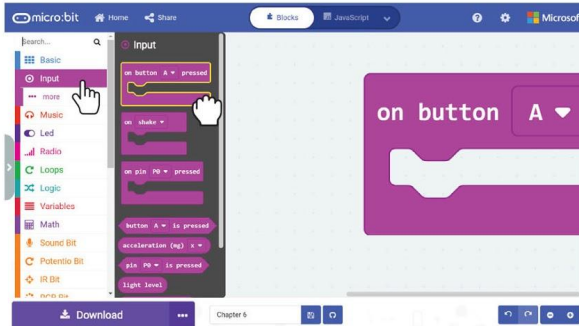 micro:bit Home Share Blocks JavaScript Microsof
Search...
Basic
Input
more
Music
Led
Radio
Loops
Logic
Variables
Math
Sound Bit
Potentio Bit
IR Bit
Input
on button A pressed
on shake
on pin P0 pressed
button A is pressed
acceleration (mg) x
pin P0 is pressed
light level
on button A
Download ••• Chapter 6